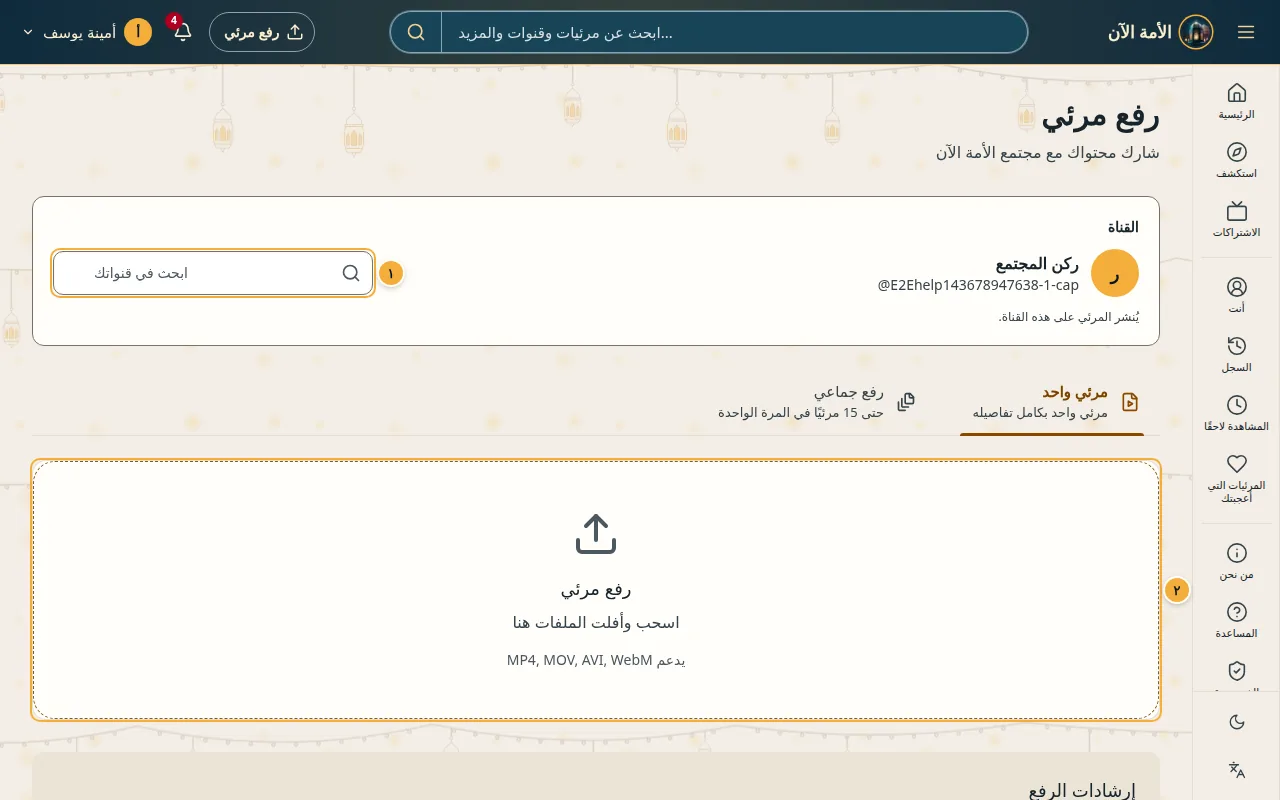 الأمة الآن
ابحث عن مرئيات وقنوات والمزيد...
رفع مرئي
4
أ
أمينة يوسف
الرئيسية
استكشف
الاشتراكات
أنت
السجل
المشاهدة لاحقًا
المرئيات التي
أعجبتك
من نحن
المساعدة
رفع مرئي
شارك محتواك مع مجتمع الأمة الآن
القناة
ر
ركن المجتمع
@E2Ehelp143678947638-1-cap
يُنشر المرئي على هذه القناة.
١
ابحث في قنواتك
مرئي واحد
مرئي واحد بكامل تفاصيله
رفع جماعي
حتى 15 مرئيًا في المرة الواحدة
٢
رفع مرئي
اسحب وأفلت الملفات هنا
يدعم MP4, MOV, AVI, WebM
إرشادات الرفع